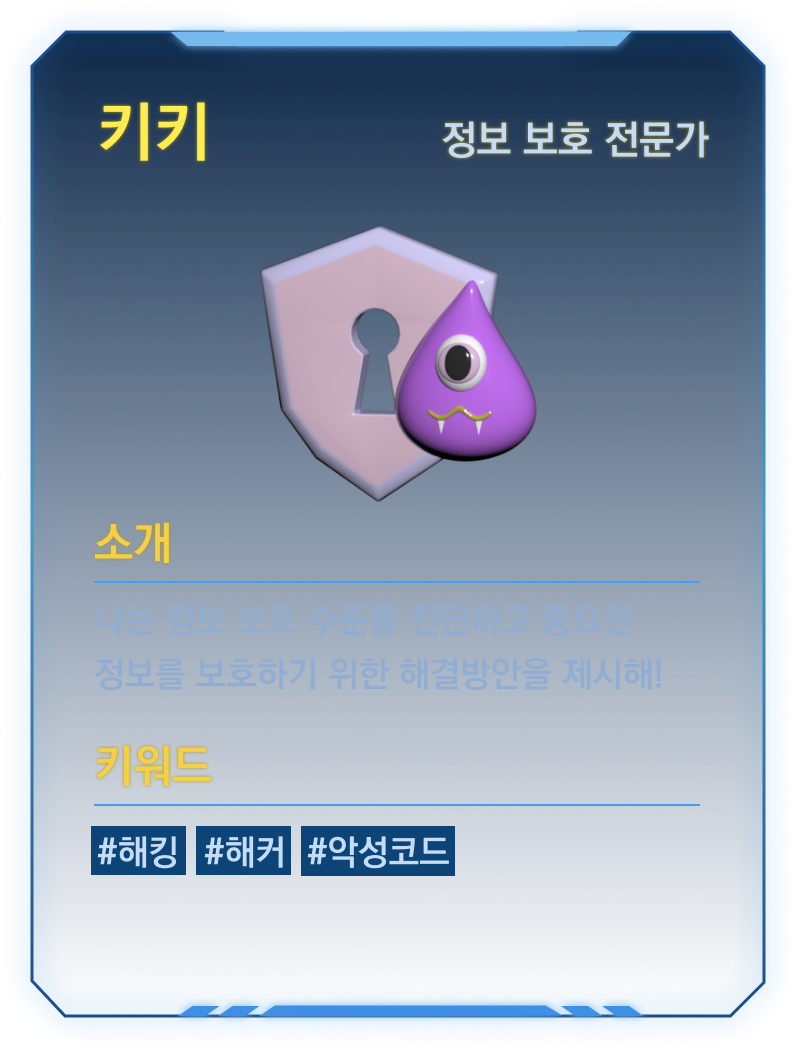 키키
정보 보호 전문가
소개
나는 정보 보호 수준을 진단하고 중요한
정보를 보호하기 위한 해결방안을 제시해!
키워드
#해킹 #해커 #악성코드